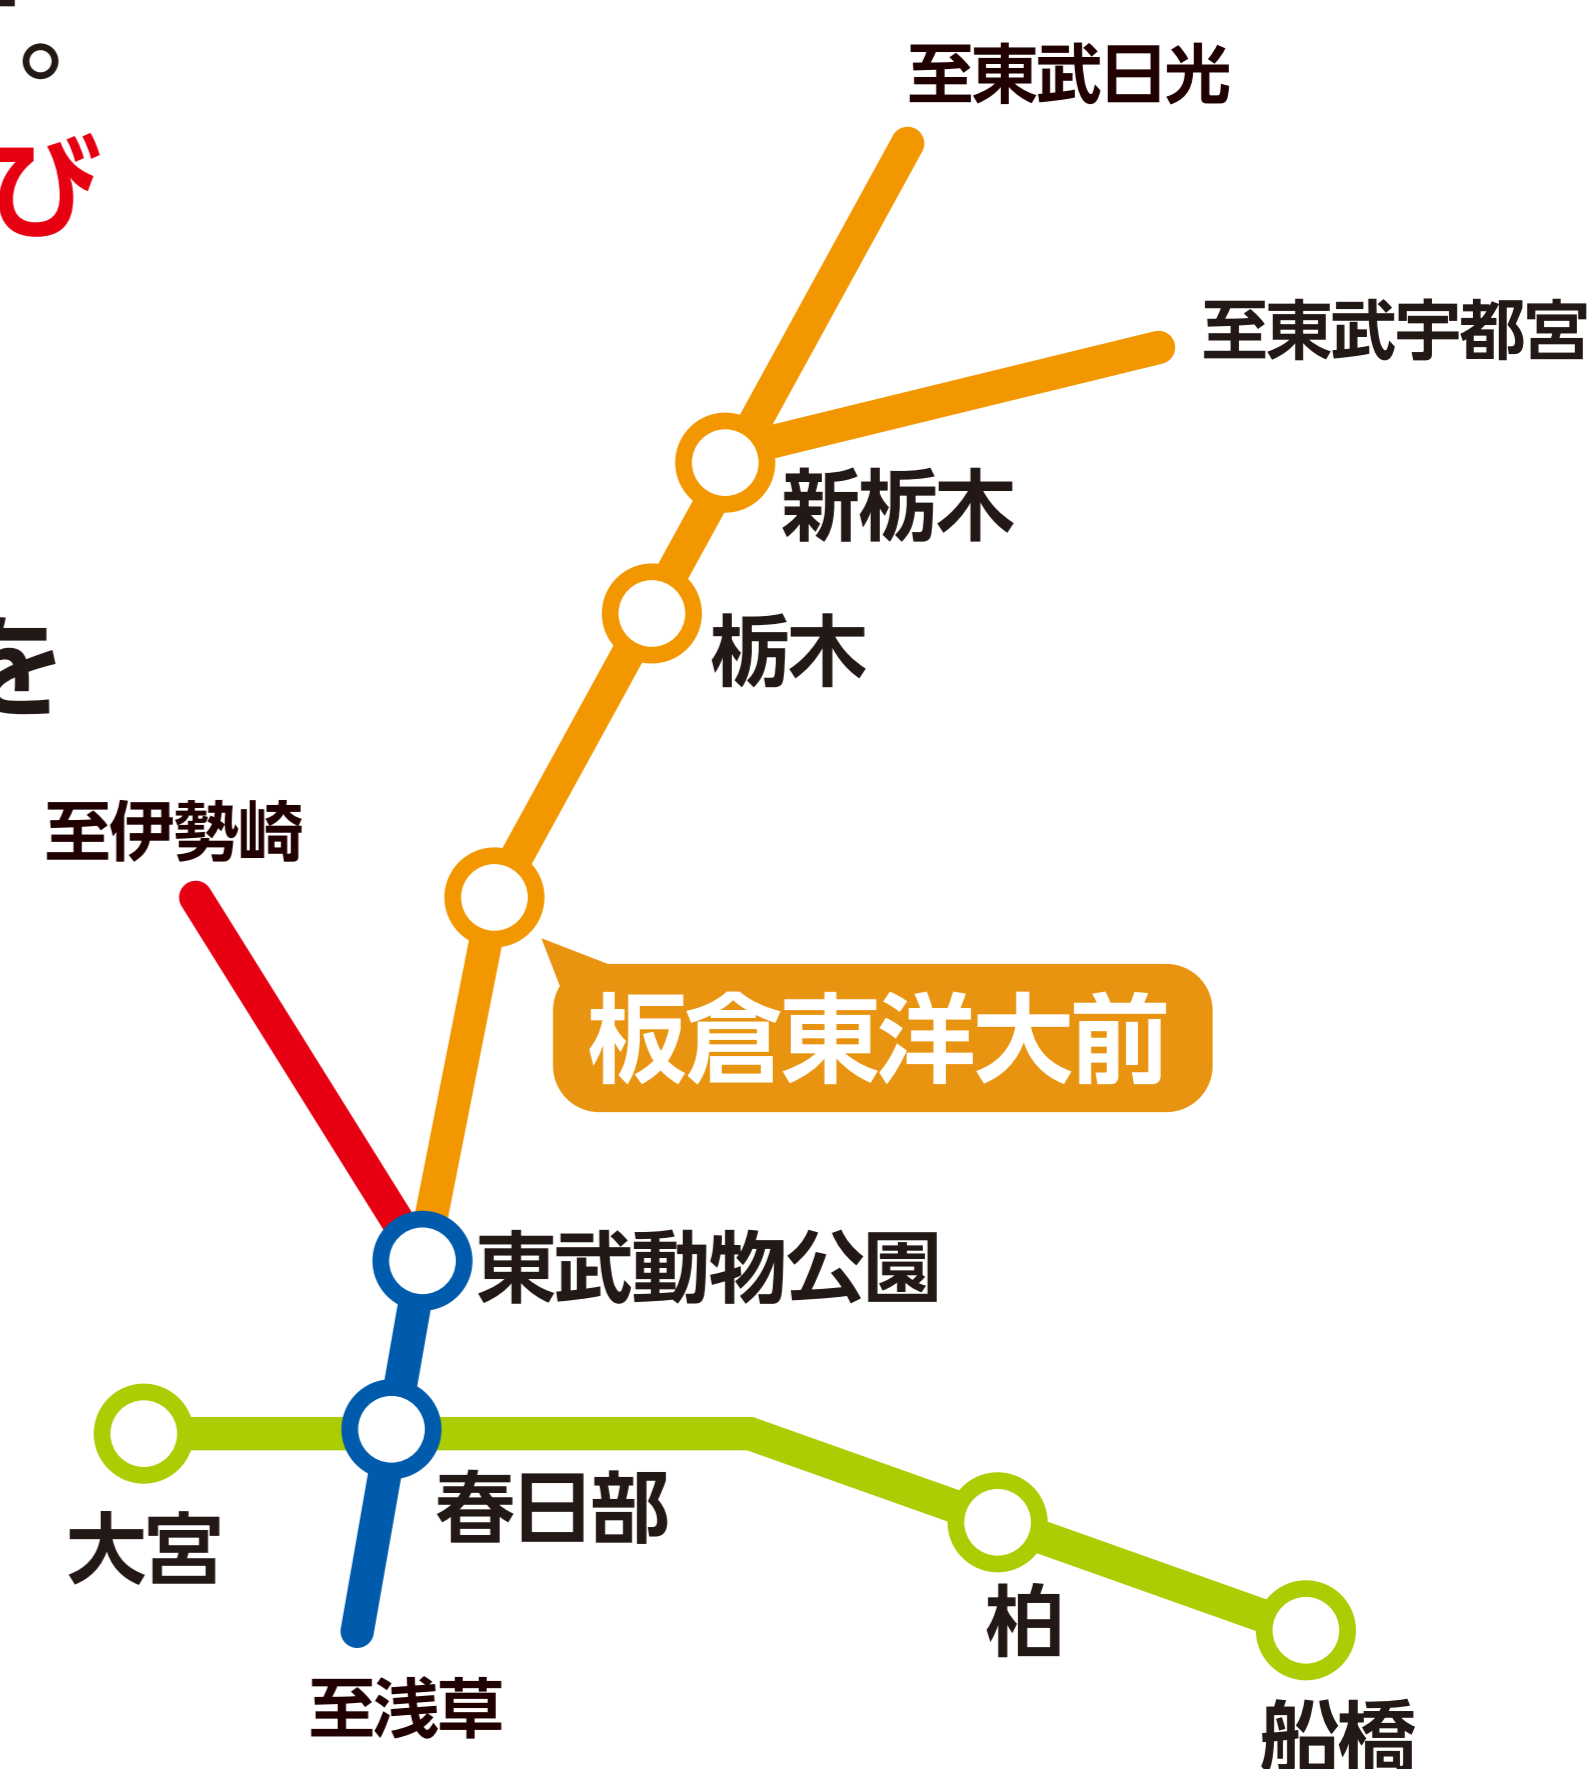 。
び
を
至東武日光
至東武宇都宮
新栃木
栃木
至伊勢崎
板倉東洋大前
東武動物公園
春日部
大宮
柏
至浅草
船橋